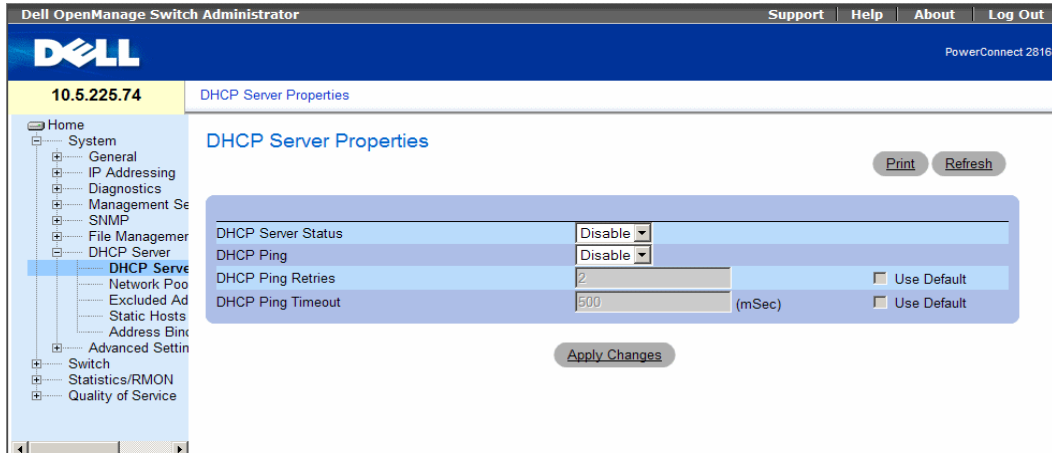 Dell OpenManage Switch Administrator
Support | Help | About | Log Out
DELL
PowerConnect 2816
10.5.225.74
DHCP Server Properties
Home
System
General
IP Addressing
Diagnostics
Management Se
SNMP
File Managemer
DHCP Server
DHCP Serve
Network Poo
Excluded Ad
Static Hosts
Address Bind
Advanced Settin
Switch
Statistics/RMON
Quality of Service
DHCP Server Properties
Print
Refresh
DHCP Server Status
Disable
DHCP Ping
Disable
DHCP Ping Retries
2
Use Default
DHCP Ping Timeout
500
(mSec)
Use Default
Apply Changes